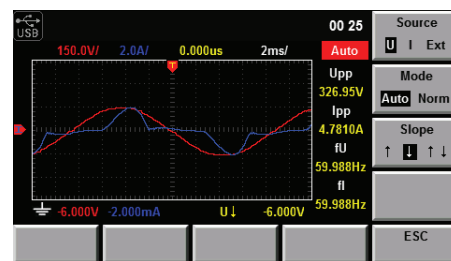 USB
00 25
150.0V/ 2.0A/ 0.000us 2ms/ Auto
T
Upp
326.95V
Ipp
4.7810A
fU
59.988Hz
fI
59.988Hz
-6.000V -2.000mA U↓ -6.000V
Source
U I Ext
Mode
Auto Norm
Slope
↑ ↓ ↑↓
ESC